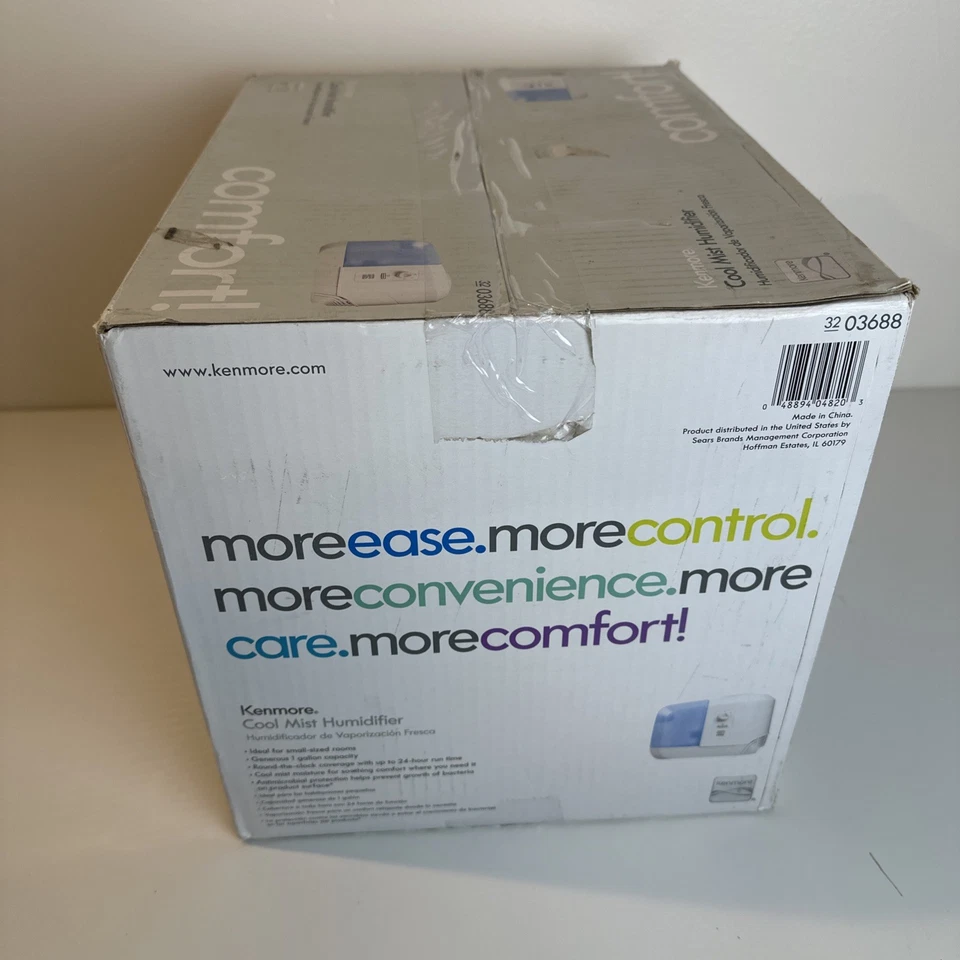 comfort!
comfort!
Kenmore
Cool Mist Humidifier
Humidificador de Vaporización Fresca
Kenmore
32 03688
www.kenmore.com
32 03688
0 48894 04820 3
Made in China.
Product distributed in the United States by
Sears Brands Management Corporation
Hoffman Estates, IL 60179
moreease.morecontrol.
moreconvenience.more
care.morecomfort!
Kenmore®
Cool Mist Humidifier
Humidificador de Vaporización Fresca
• Ideal for small-sized rooms
• Generous 1 gallon capacity
• Round-the-clock coverage with up to 24-hour run time
• Cool mist moisture for soothing comfort where you need it
• Antimicrobial protection helps prevent growth of bacteria
on product surface*
Kenmore